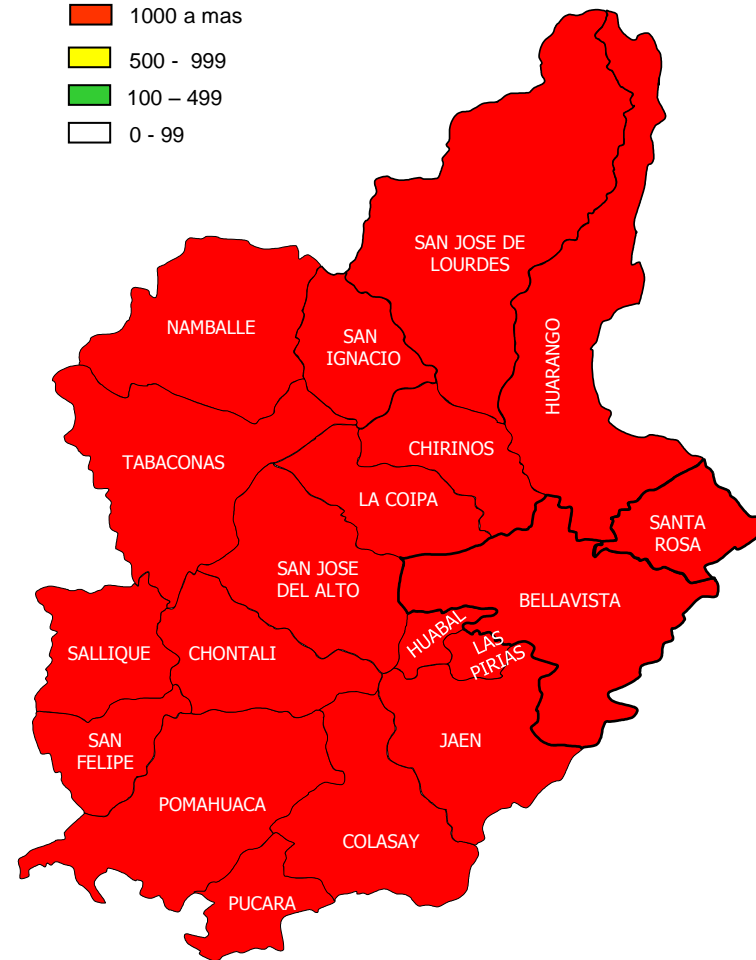 1000 a mas
500 - 999
100 – 499
0 - 99
SAN JOSE DE
LOURDES
NAMBALLE
SAN
IGNACIO
HUARANGO
CHIRINOS
TABACONAS
LA COIPA
SANTA
ROSA
SAN JOSE
DEL ALTO
BELLAVISTA
HUABAL
LAS
PIRIAS
SALLIQUE
CHONTALI
SAN
FELIPE
JAEN
POMAHUACA
COLASAY
PUCARA